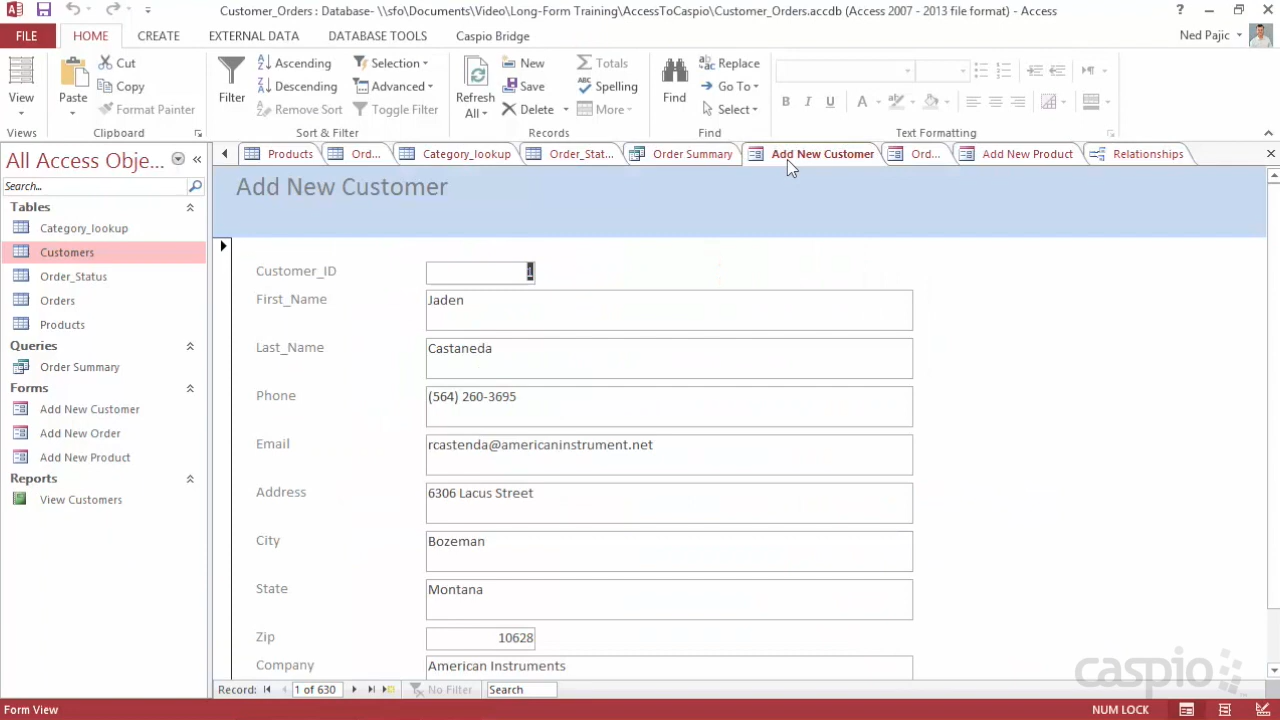 Customer_Orders : Database- \\sfo\Documents\Video\Long-Form Training\AccessToCaspio\Customer_Orders.accdb (Access 2007 - 2013 file format) - Access
FILE HOME CREATE EXTERNAL DATA DATABASE TOOLS Caspio Bridge Ned Pajic
View
Views
Paste
Cut
Copy
Format Painter
Clipboard
Filter
Ascending
Descending
Remove Sort
Selection
Advanced
Toggle Filter
Sort & Filter
Refresh
All
New
Save
Delete
Totals
Spelling
More
Records
Find
Replace
Go To
Select
Find
B I U A
Text Formatting
All Access Obje...
Search...
Tables
Category_lookup
Customers
Order_Status
Orders
Products
Queries
Order Summary
Forms
Add New Customer
Add New Order
Add New Product
Reports
View Customers
Products Ord... Category_lookup Order_Stat... Order Summary Add New Customer Ord... Add New Product Relationships
Add New Customer
Customer_ID 1
First_Name Jaden
Last_Name Castaneda
Phone (564) 260-3695
Email rcastenda@americaninstrument.net
Address 6306 Lacus Street
City Bozeman
State Montana
Zip 10628
Company American Instruments
caspio
Record: 1 of 630 No Filter Search
Form View NUM LOCK